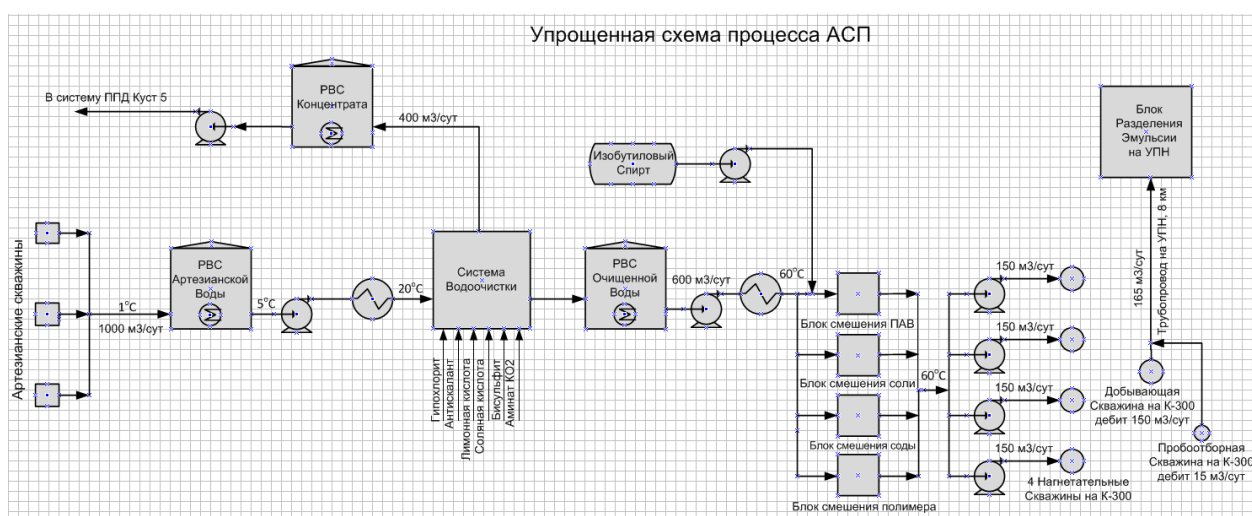 Упрощенная схема процесса АСП
В систему ППД Куст 5
РВС
Концентрата
400 м3/сут
Изобутиловый
Спирт
Блок
Разделения
Эмульсии
на УПН
Артезианские скважины
1°С
1000 м3/сут
РВС
Артезианской
Воды
5°С
20°С
Система
Водоочистки
Гипохлорит
Антискалант
Лимонная кислота
Соляная кислота
Бисульфит
Аминат КО2
РВС
Очищенной
Воды
600 м3/сут
60°С
Блок смешения ПАВ
Блок смешения соли
Блок смешения соды
Блок смешения полимера
60°С
150 м3/сут
150 м3/сут
150 м3/сут
150 м3/сут
4 Нагнетательные
Скважины на К-300
165 м3/сут
Трубопровод на УПН, 8 км
Добывающая
Скважина на К-300
дебит 150 м3/сут
Пробоотборная
Скважина на К-300
дебит 15 м3/сут